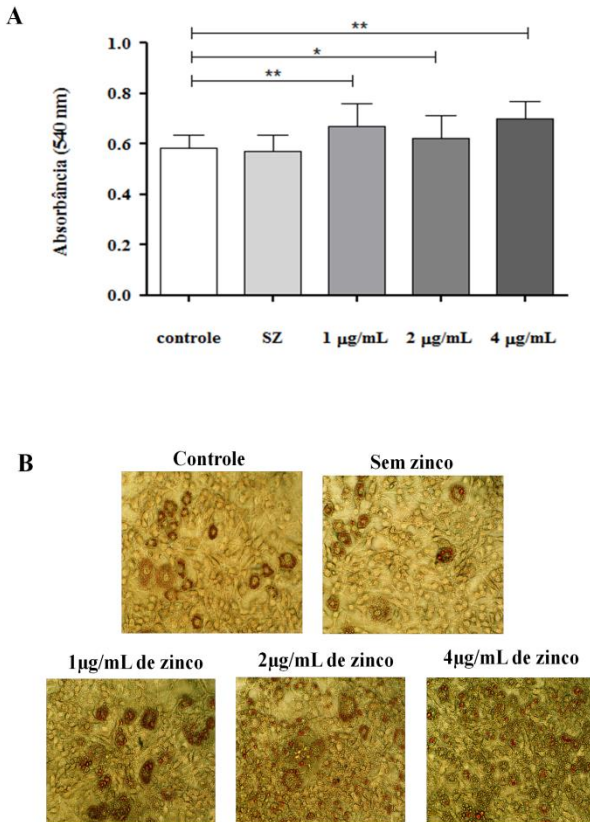 A
**
*
**
1.0
0.8
0.6
0.4
0.2
0.0
Absorbância (540 nm)
controle SZ 1 µg/mL 2 µg/mL 4 µg/mL
B
Controle Sem zinco
1µg/mL de zinco 2µg/mL de zinco 4µg/mL de zinco